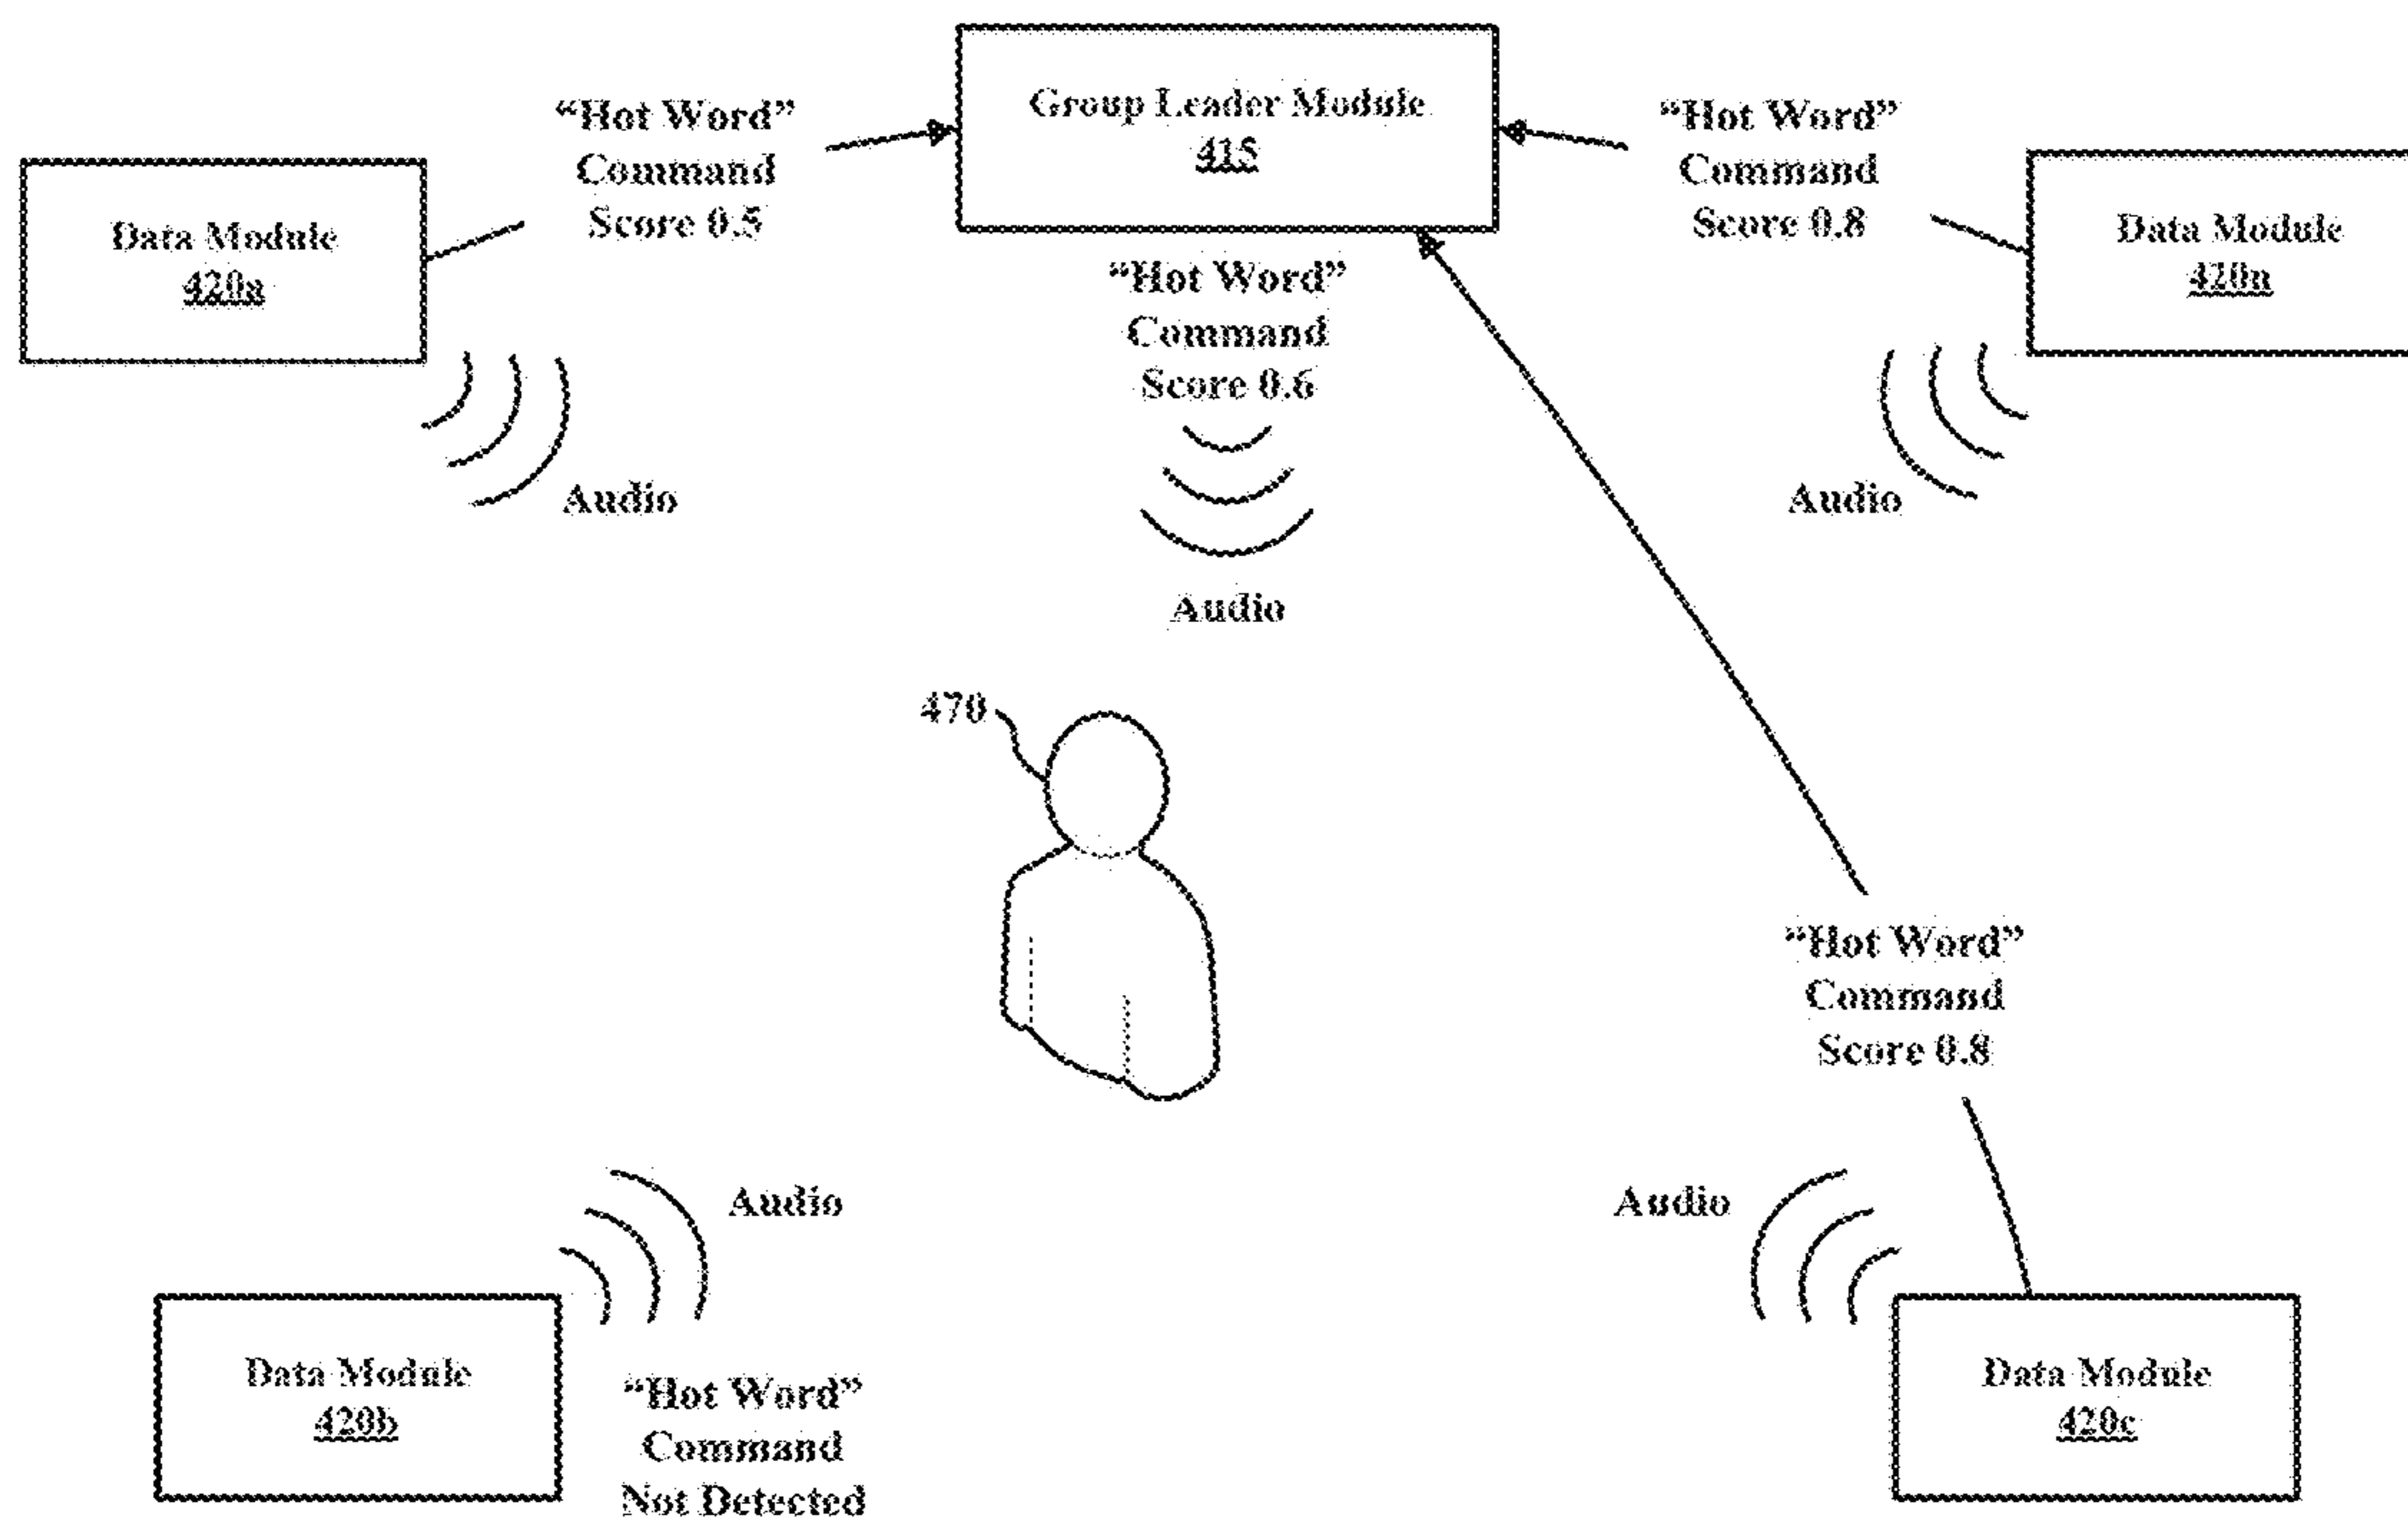 Group Leader Module
415
“Hot Word”
Command
Score 0.5
“Hot Word”
Command
Score 0.8
Data Module
420a
Data Module
420n
“Hot Word”
Command
Score 0.6
Audio
Audio
Audio
470
“Hot Word”
Command
Score 0.8
Audio
Audio
Data Module
420b
“Hot Word”
Command
Not Detected
Data Module
420c